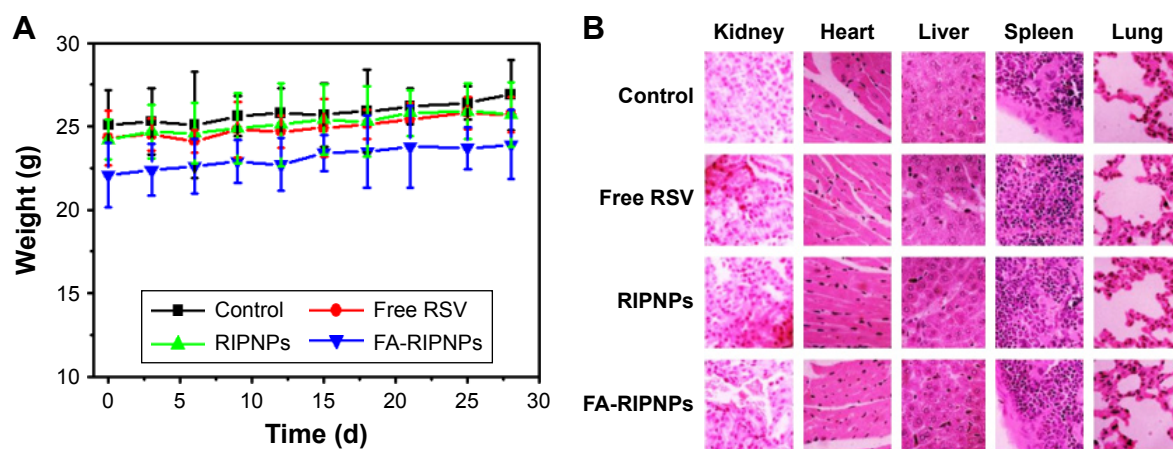 A
Weight (g)
30
25
20
15
10
Control
Free RSV
RIPNPs
FA-RIPNPs
0
5
10
15
20
25
30
Time (d)
B
Kidney
Heart
Liver
Spleen
Lung
Control
Free RSV
RIPNPs
FA-RIPNPs